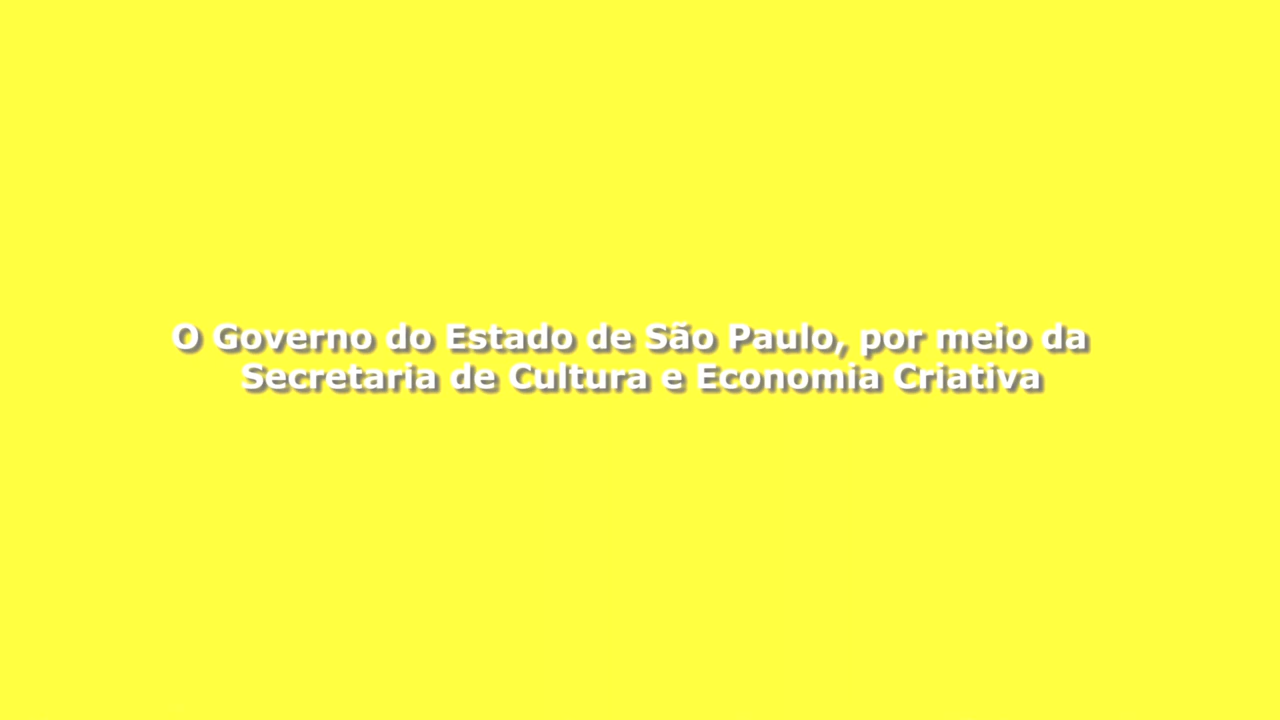 O Governo do Estado de São Paulo, por meio da
Secretaria de Cultura e Economia Criativa